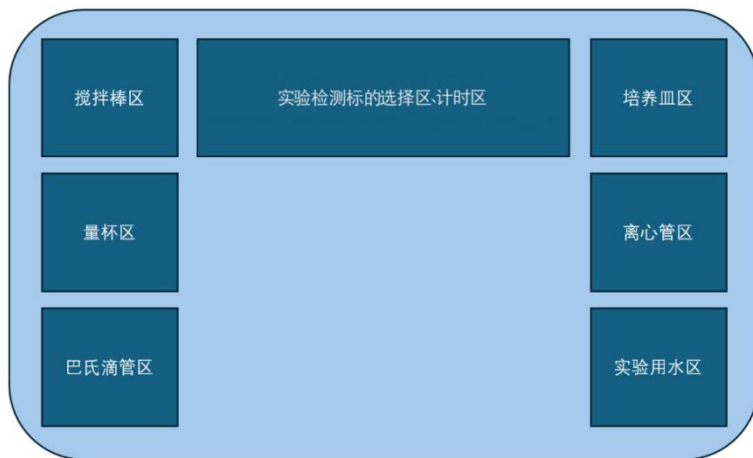 搅拌棒区
实验检测标的选择区、计时区
培养皿区
量杯区
离心管区
巴氏滴管区
实验用水区